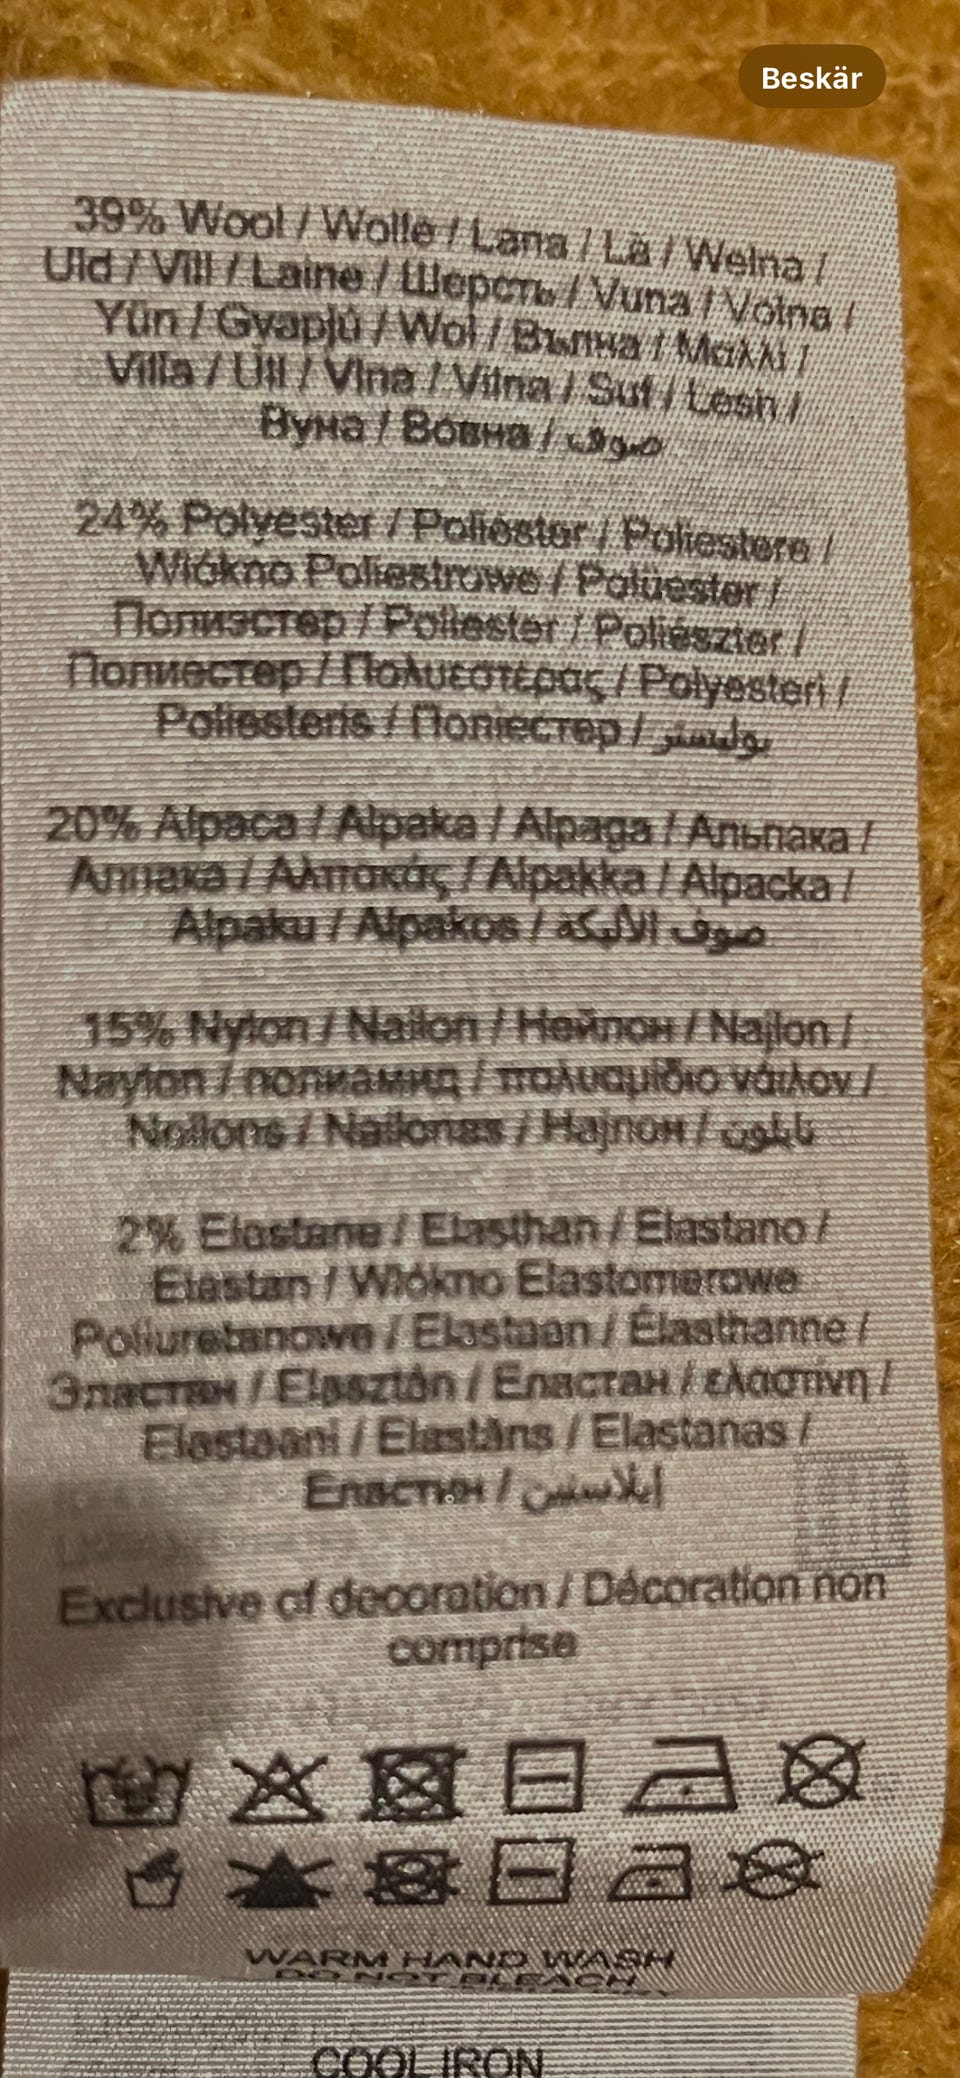 Beskär
39% Wool / Wolle / Lana / Lã / Welna /
Uld / Vill / Laine / Шерсть / Vuna / Volna /
Yün / Gyapjú / Wol / Вълна / Μαλλί /
Villa / Ull / Vlna / Vilna / Suf / Lesh /
Вуна / Вовна / صوف
24% Polyester / Poliéster / Poliestere /
Włókno Poliestrowe / Polüester /
Полиэстер / Poliester / Poliészter /
Полиестер / Πολυεστέρας / Polyesteri /
Poliesteris / Поліестер / بوليستر
20% Alpaca / Alpaka / Alpaga / Альпака /
Алпака / Αλπακάς / Alpakka / Alpacka /
Alpaku / Alpakos / صوف الألبكة
15% Nylon / Nailon / Нейлон / Najlon /
Naylon / полиамид / πολυαμίδιο νάιλον /
Neilons / Nailonas / Најлон / نايلون
2% Elastane / Elasthan / Elastano /
Elastan / Włókno Elastomerowe
Poliuretanowe / Elastaan / Élasthanne /
Эластан / Elasztán / Еластан / ελαστίνη /
Elastaani / Elastāns / Elastanas /
Еластин / إيلاستين
Exclusive of decoration / Décoration non
comprise
WARM HAND WASH
DO NOT BLEACH
COOL IRON